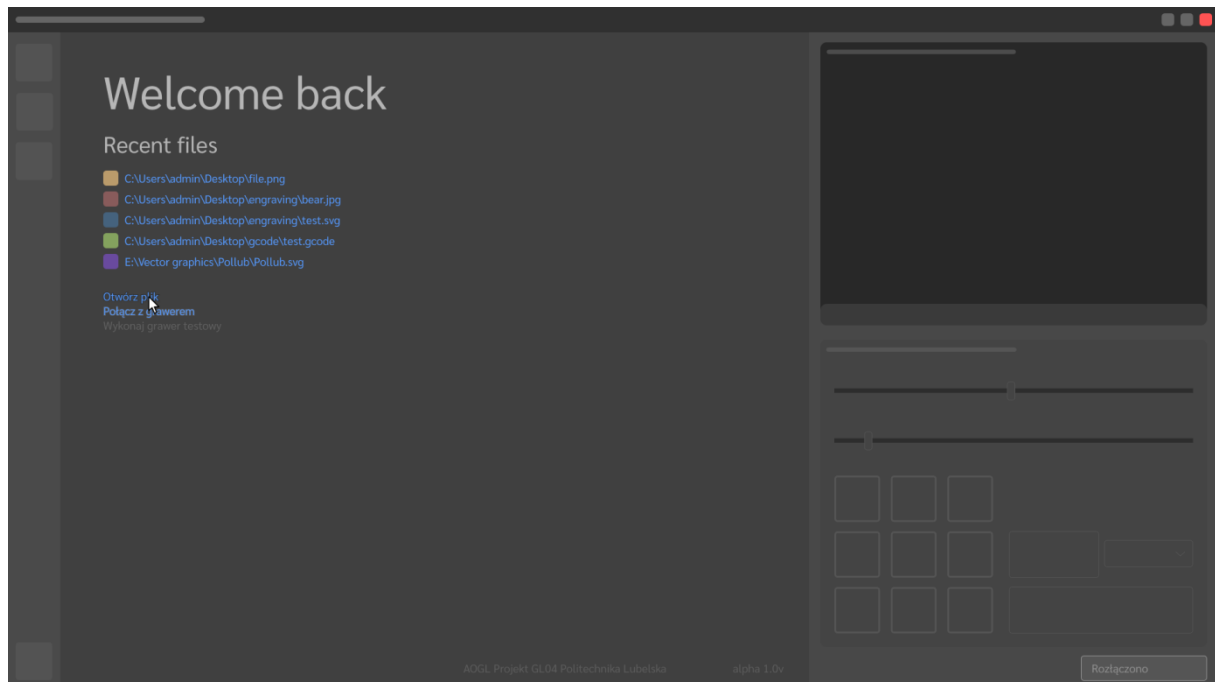 Welcome back
Recent files
C:\Users\admin\Desktop\file.png
C:\Users\admin\Desktop\engraving\bear.jpg
C:\Users\admin\Desktop\engraving\test.svg
C:\Users\admin\Desktop\gcode\test.gcode
E:\Vector graphics\Pollub\Pollub.svg
Otwórz plik
Połącz z grawerem
Wykonaj grawer testowy
AOGL Projekt GL04 Politechnika Lubelska alpha 1.0v
Rozłączono